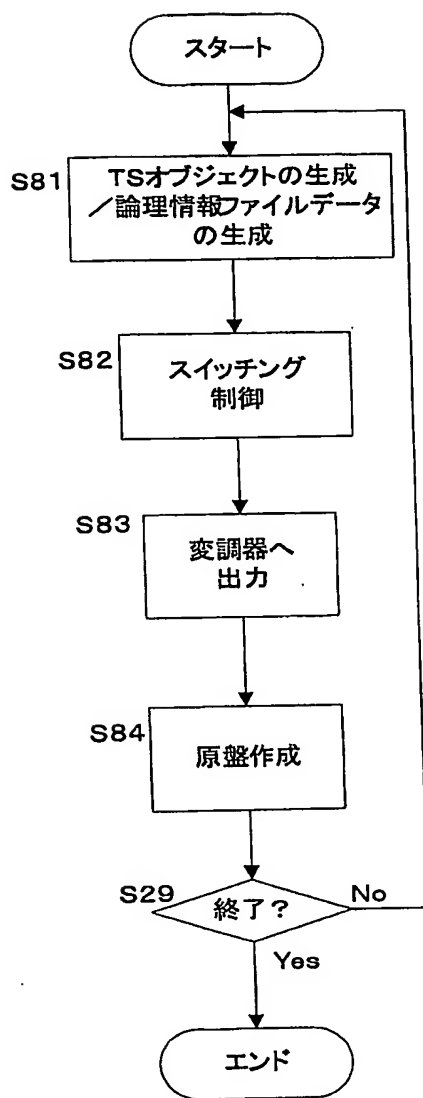 スタート
S81
TSオブジェクトの生成
／論理情報ファイルデータ
の生成
S82
スイッチング
制御
S83
変調器へ
出力
S84
原盤作成
S29
終了？
No
Yes
エンド